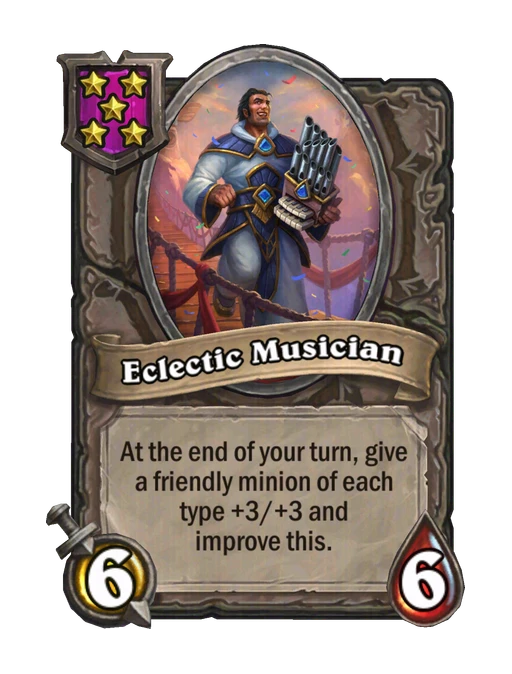 Eclectic Musician
At the end of your turn, give
a friendly minion of each
type +3/+3 and
improve this.
6
6